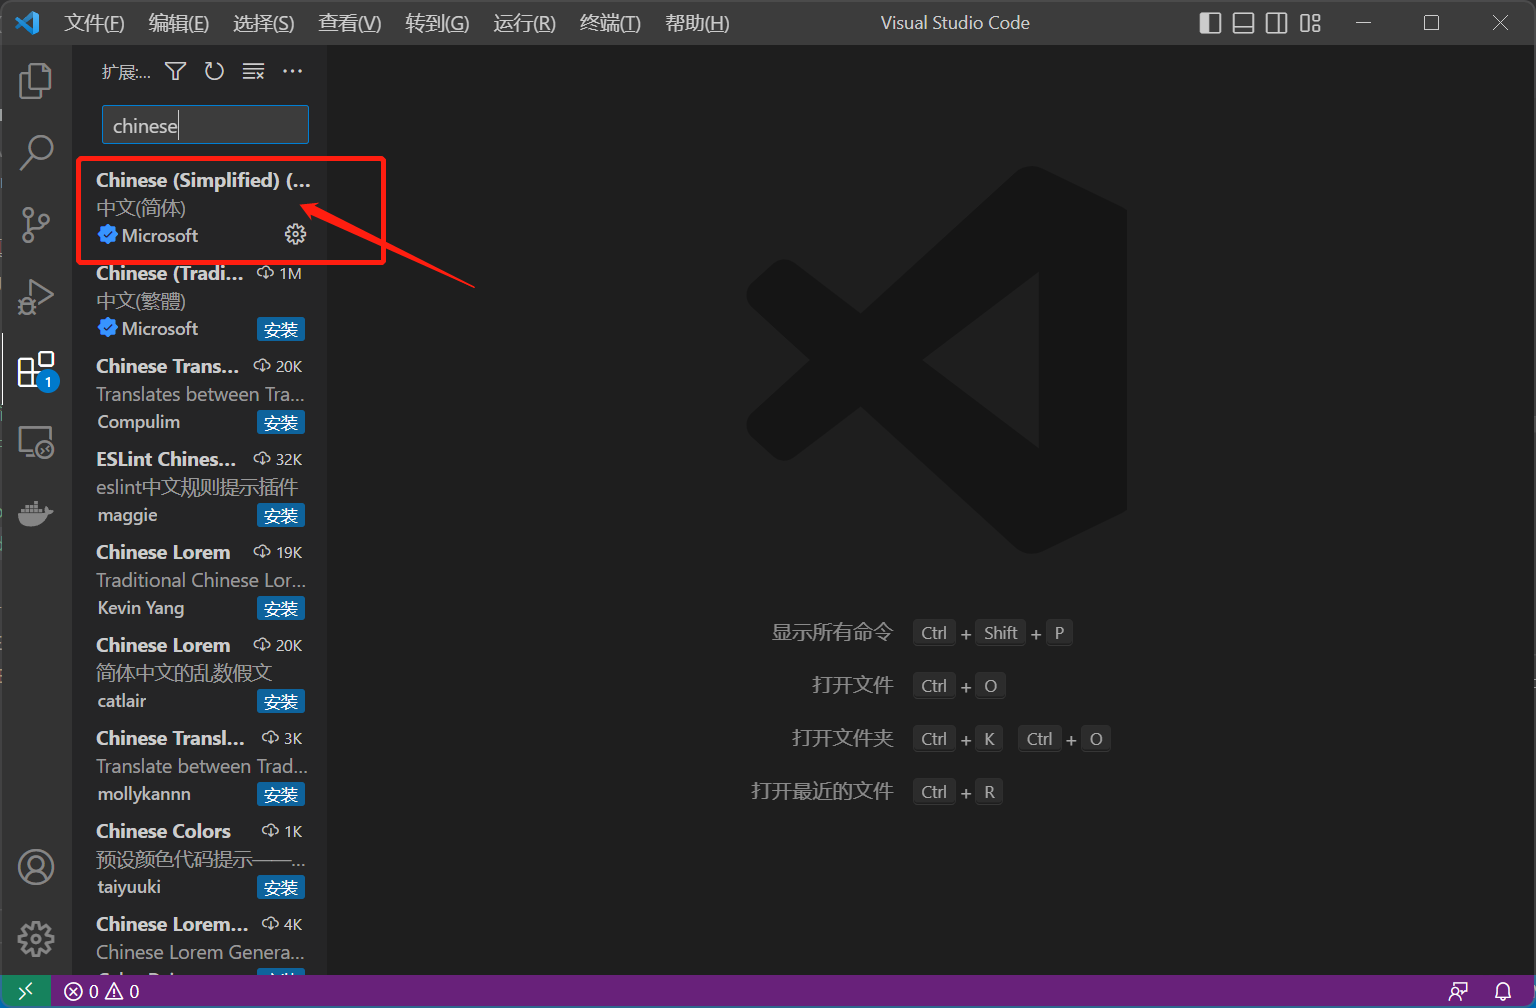 文件(F) 编辑(E) 选择(S) 查看(V) 转到(G) 运行(R) 终端(T) 帮助(H) Visual Studio Code
扩展:...
chinese
Chinese (Simplified) (...
中文(简体)
Microsoft
Chinese (Tradi... 1M
中文(繁體)
Microsoft 安装
Chinese Trans... 20K
Translates between Tra...
Compulim 安装
ESLint Chines... 32K
eslint中文规则提示插件
maggie 安装
Chinese Lorem 19K
Traditional Chinese Lor...
Kevin Yang 安装
Chinese Lorem 20K
简体中文的乱数假文
catlair 安装
Chinese Transl... 3K
Translate between Trad...
mollykannn 安装
Chinese Colors 1K
预设颜色代码提示——...
taiyuuki 安装
Chinese Lorem... 4K
Chinese Lorem Genera...
1
显示所有命令 Ctrl + Shift + P
打开文件 Ctrl + O
打开文件夹 Ctrl + K Ctrl + O
打开最近的文件 Ctrl + R
0 0